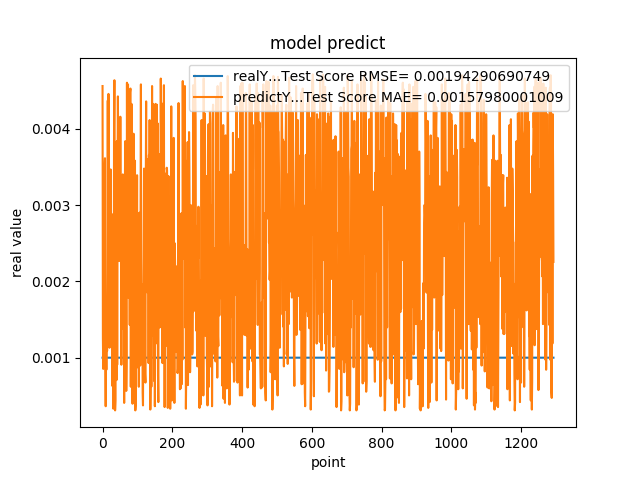 model predict
realY...Test Score RMSE= 0.00194290690749
predictY...Test Score MAE= 0.00157980001009
0.004
0.003
0.002
0.001
real value
0 200 400 600 800 1000 1200
point